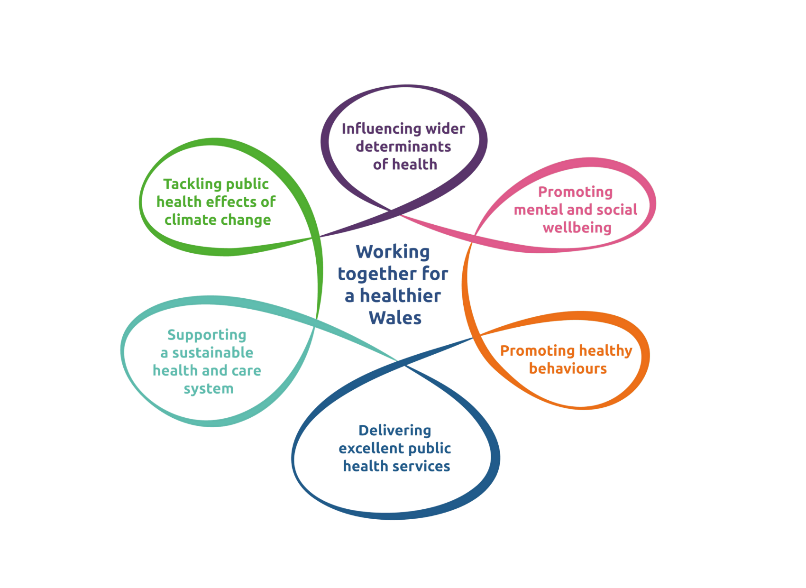 Influencing wider
determinants
of health
Promoting
mental and social
wellbeing
Promoting healthy
behaviours
Delivering
excellent public
health services
Supporting
a sustainable
health and care
system
Tackling public
health effects of
climate change
Working
together for
a healthier
Wales